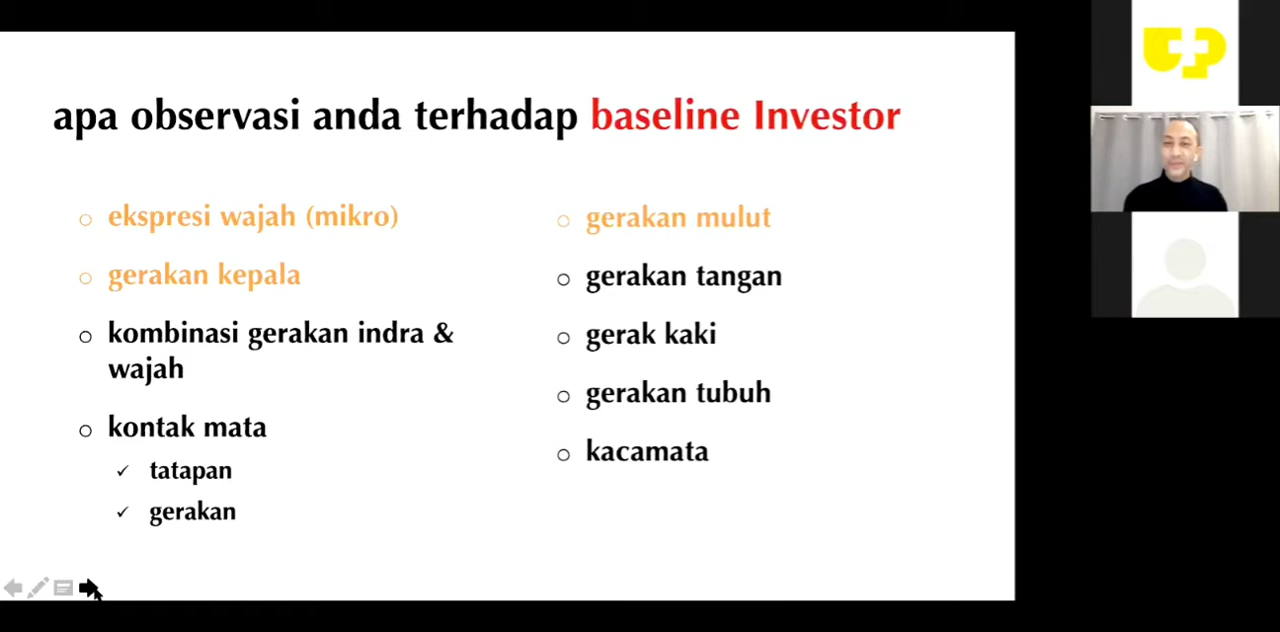 apa observasi anda terhadap baseline Investor
ekspresi wajah (mikro)
gerakan kepala
kombinasi gerakan indra &
wajah
kontak mata
tatapan
gerakan
gerakan mulut
gerakan tangan
gerak kaki
gerakan tubuh
kacamata